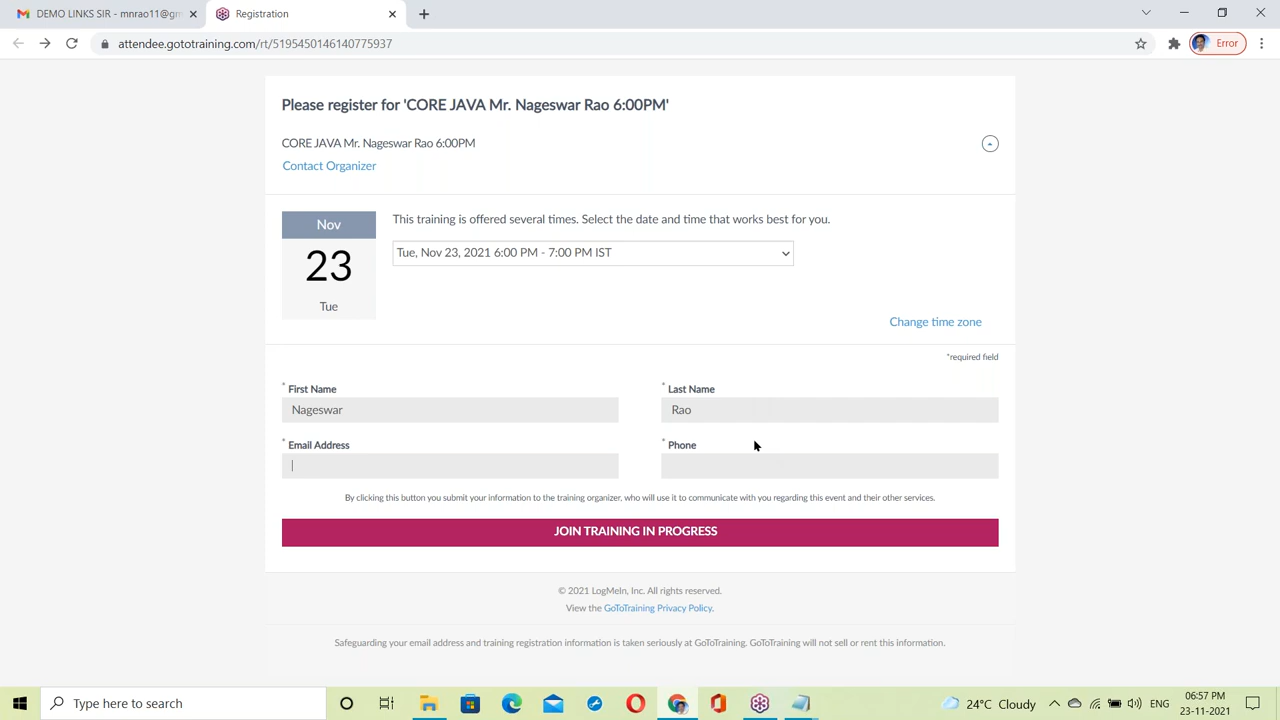 DEMO LINKS SIR - mnrao11@gm
Registration
attendee.gototraining.com/rt/5195450146140775937
Error
Please register for 'CORE JAVA Mr. Nageswar Rao 6:00PM'
CORE JAVA Mr. Nageswar Rao 6:00PM
Contact Organizer
Nov
23
Tue
This training is offered several times. Select the date and time that works best for you.
Tue, Nov 23, 2021 6:00 PM - 7:00 PM IST
Change time zone
*required field
* First Name
Nageswar
* Last Name
Rao
* Email Address
* Phone
By clicking this button you submit your information to the training organizer, who will use it to communicate with you regarding this event and their other services.
JOIN TRAINING IN PROGRESS
© 2021 LogMeIn, Inc. All rights reserved.
View the GoToTraining Privacy Policy.
Safeguarding your email address and training registration information is taken seriously at GoToTraining. GoToTraining will not sell or rent this information.
Type here to search
24°C Cloudy
ENG
06:57 PM
23-11-2021